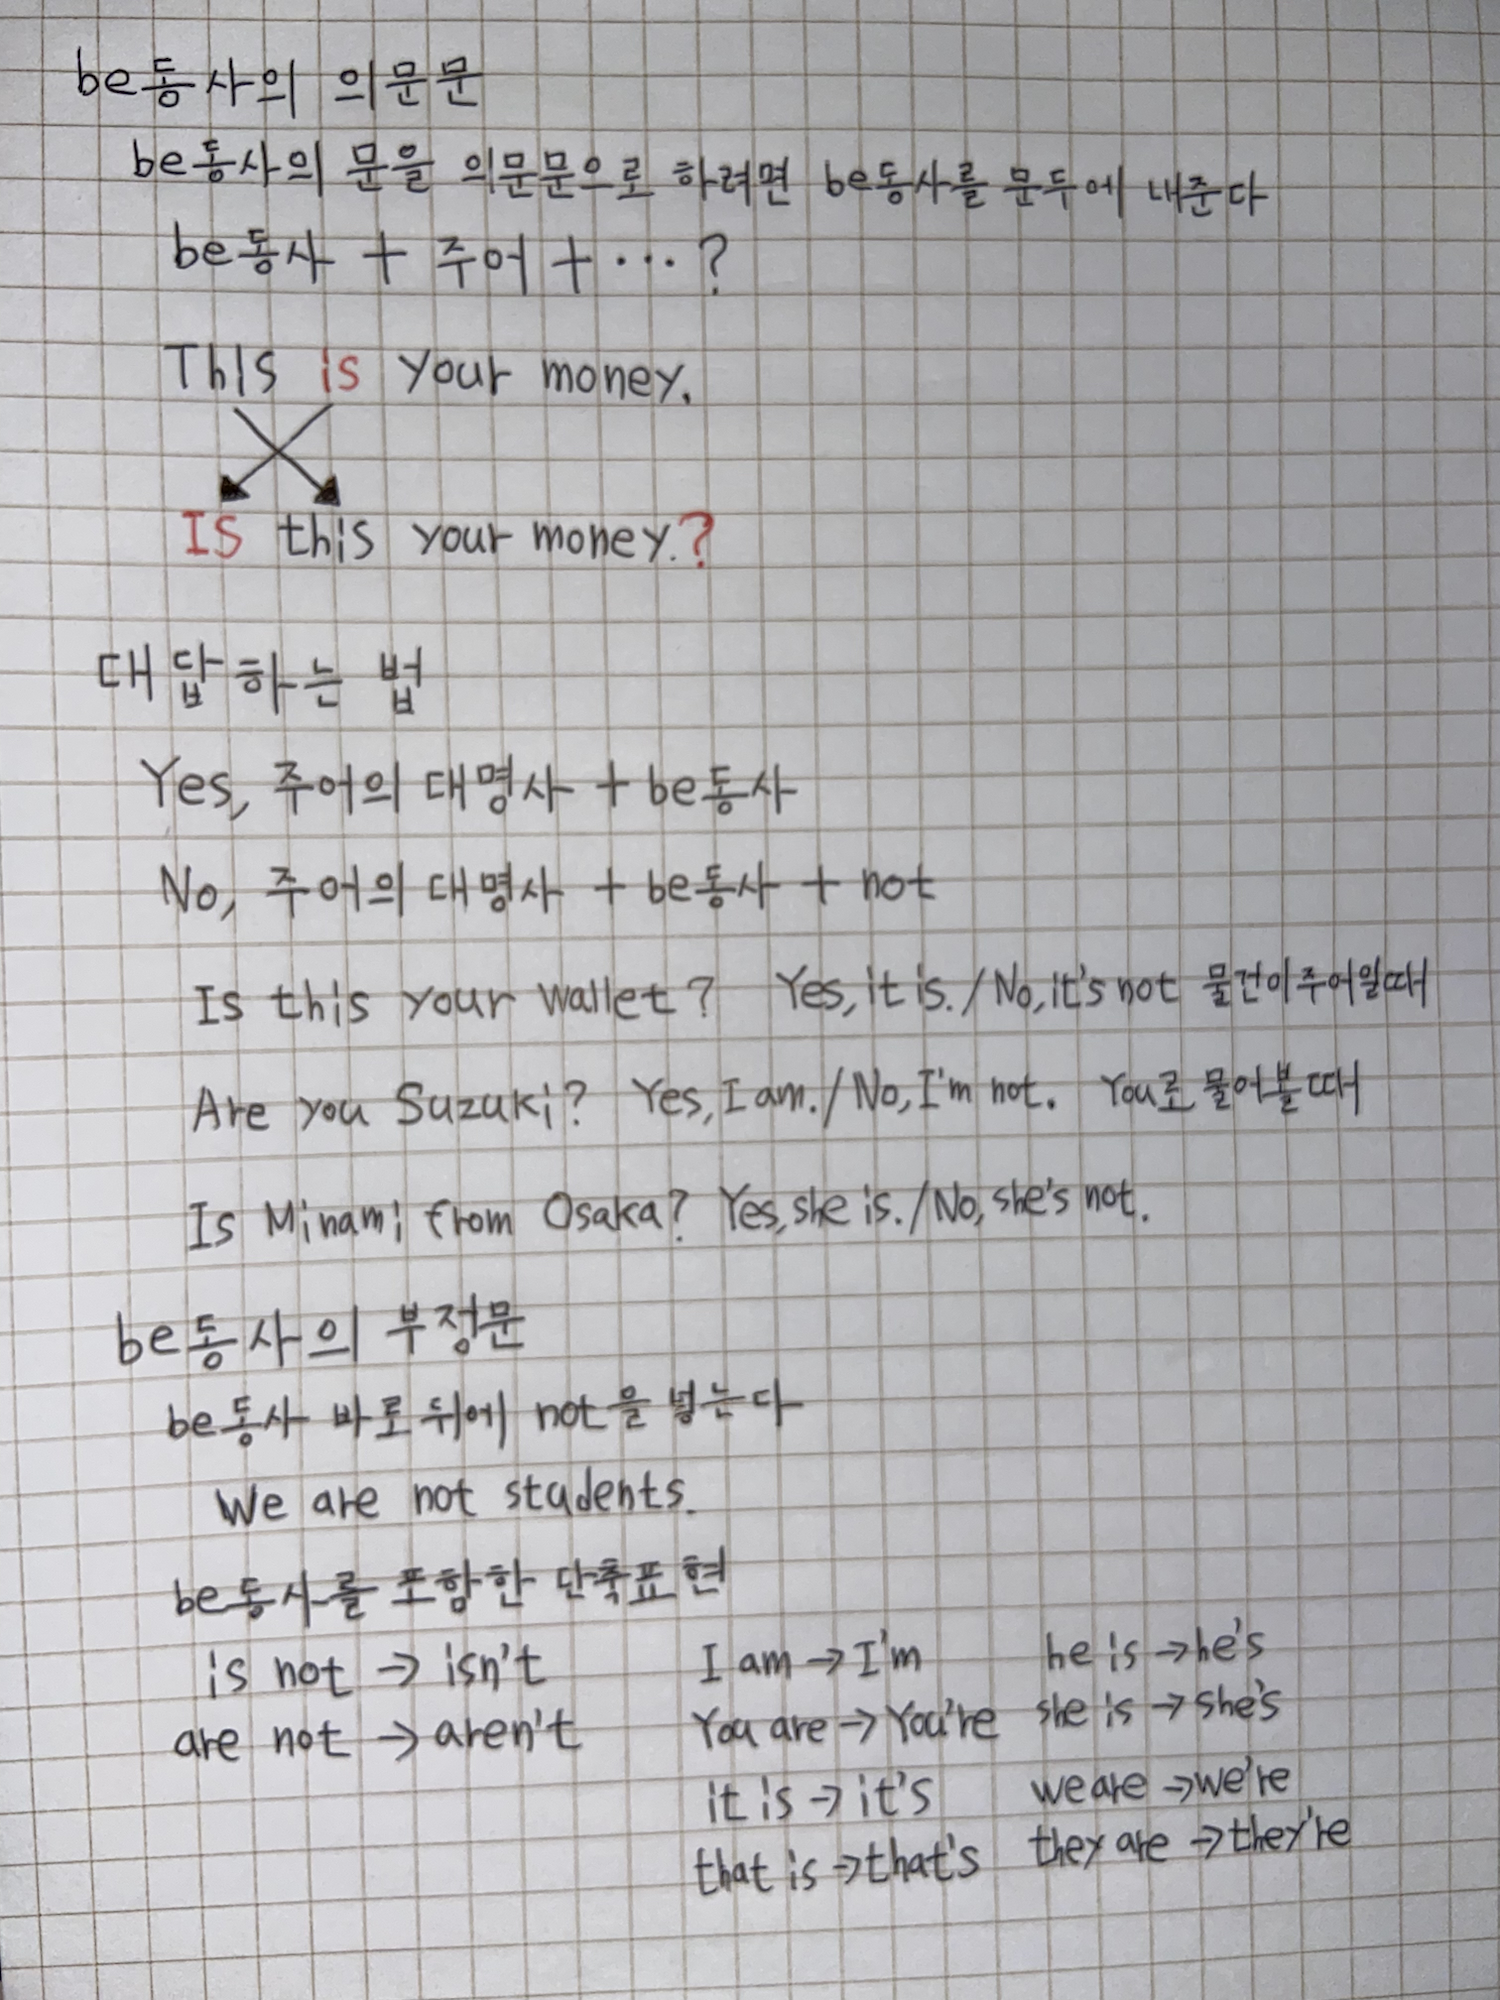 be동사의 의문문
be동사의 문을 의문문으로 하려면 be동사를 문두에 내준다
be동사 + 주어 + ...?
This is your money.
Is this your money.?
대답하는 법
Yes, 주어의 대명사 + be동사
No, 주어의 대명사 + be동사 + not
Is this your wallet? Yes, it is. / No, it's not 물건이주어일때
Are you Suzuki? Yes, I am. / No, I'm not. You로 물어볼때
Is Minami from Osaka? Yes, she is. / No, she's not.
be동사의 부정문
be동사 바로뒤에 not을 넣는다
We are not students.
be동사를 포함한 단축표현
is not → isn't I am → I'm he is → he's
are not → aren't You are → You're she is → she's
it is → it's we are → we're
that is → that's they are → they're